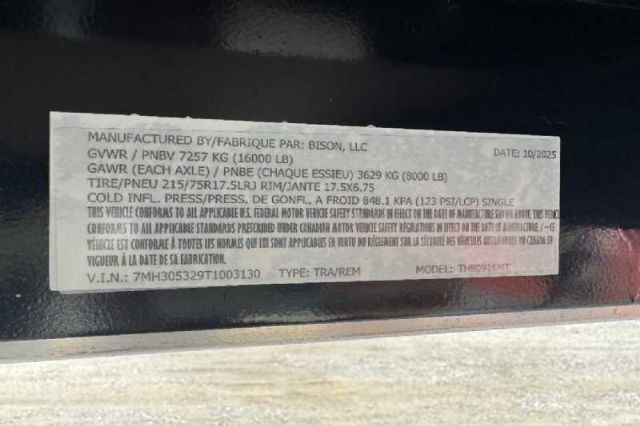 MANUFACTURED BY/FABRIQUE PAR: BISON, LLC DATE: 10/2025
GVWR / PNBV 7257 KG (16000 LB)
GAWR (EACH AXLE) / PNBE (CHAQUE ESSIEU) 3629 KG (8000 LB)
TIRE/PNEU 215/75R17.5LRJ RIM/JANTE 17.5X6.75
COLD INFL. PRESS/PRESS. DE GONFL. A FROID 848.1 KPA (123 PSI/LCP) SINGLE
THIS VEHICLE CONFORMS TO ALL APPLICABLE U.S. FEDERAL MOTOR VEHICLE SAFETY STANDARDS IN EFFECT ON THE DATE OF MANUFACTURE SHOWN ABOVE. THIS
VEHICLE CONFORMS TO ALL APPLICABLE STANDARDS PRESCRIBED UNDER CANADIAN MOTOR VEHICLE SAFETY REGULATIONS IN EFFECT ON THE DATE OF MANUFACTURE / -CE
VÉHICULE EST CONFORME À TOUTES LES NORMES QUI LUI SONT APPLICABLES EN VERTU DU RÈGLEMENT SUR LA SÉCURITÉ DES VÉHICULES AUTOMOBILES DU CANADA EN
VIGUEUR À LA DATE DE SA FABRICATION.
V.I.N.: 7MH305329T1003130 TYPE: TRA/REM MODEL: TH80916MT